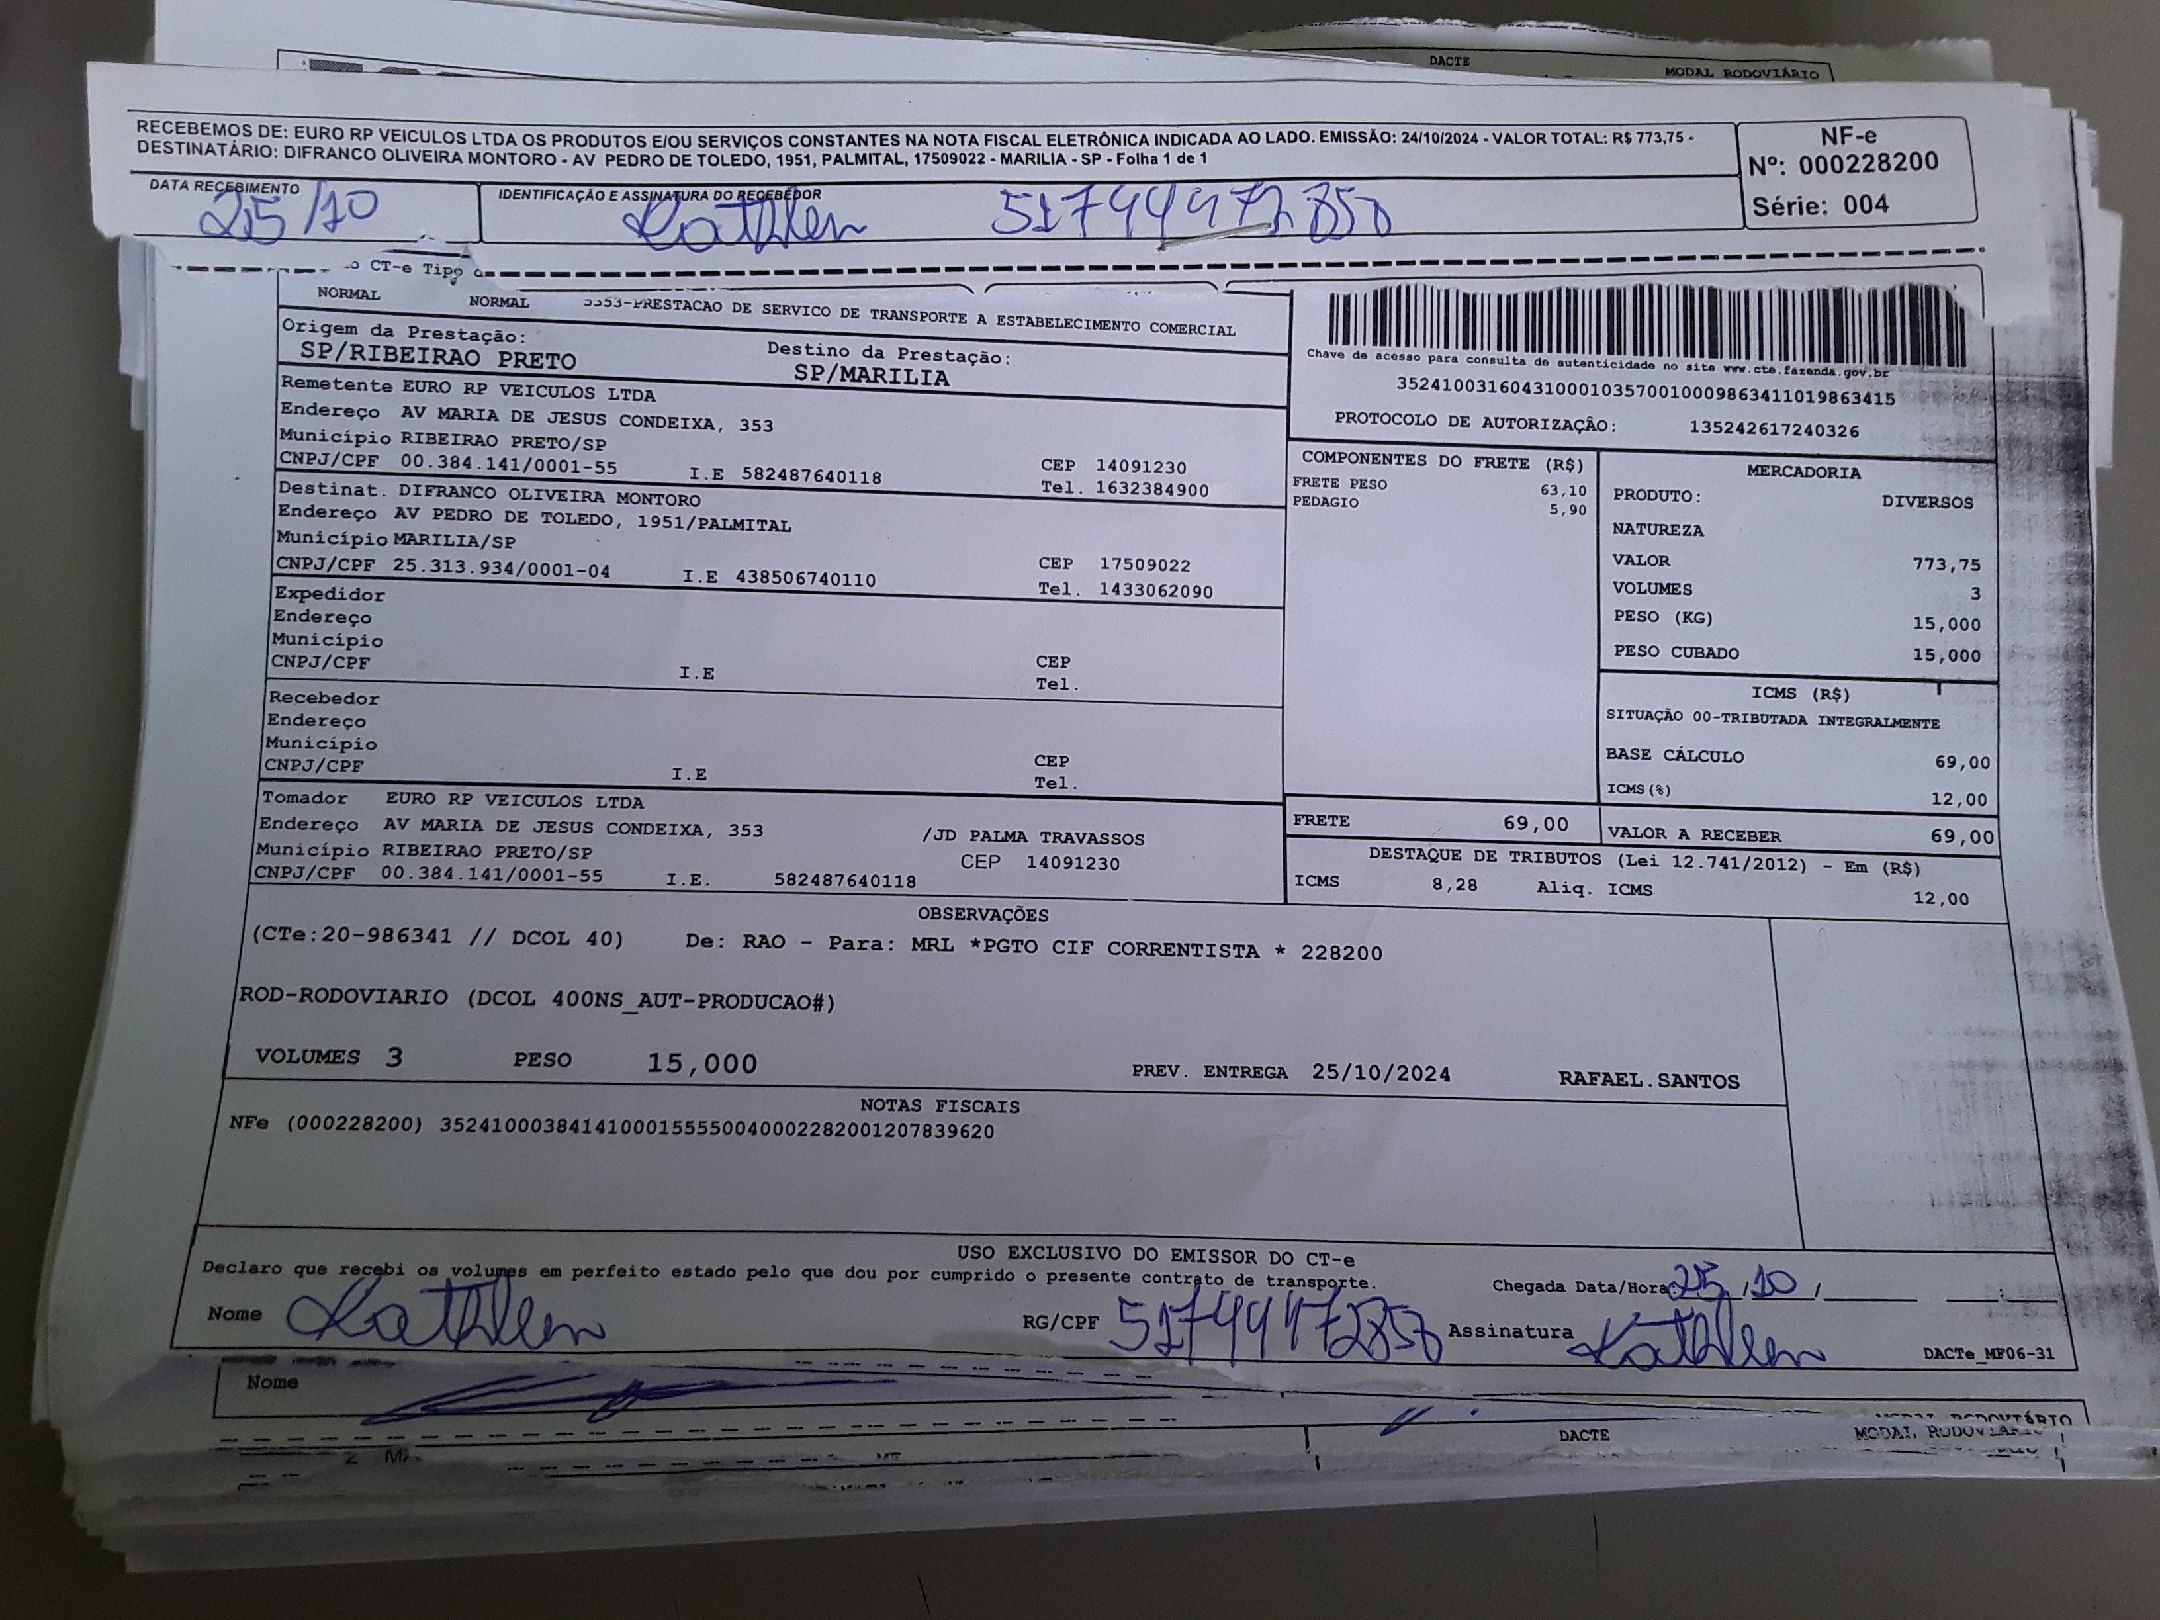 DACTE
MODAL RODOVIÁRIO
RECEBEMOS DE: EURO RP VEICULOS LTDA OS PRODUTOS E/OU SERVIÇOS CONSTANTES NA NOTA FISCAL ELETRÔNICA INDICADA AO LADO. EMISSÃO: 24/10/2024 - VALOR TOTAL: R$ 773,75 -
DESTINATÁRIO: DIFRANCO OLIVEIRA MONTORO - AV PEDRO DE TOLEDO, 1951, PALMITAL, 17509022 - MARILIA - SP - Folha 1 de 1
NF-e
Nº: 000228200
Série: 004
DATA RECEBIMENTO
25/10
IDENTIFICAÇÃO E ASSINATURA DO RECEBEDOR
Kathlen 51744472850
CT-e Tipo
NORMAL NORMAL 5353-PRESTACAO DE SERVICO DE TRANSPORTE A ESTABELECIMENTO COMERCIAL
Origem da Prestação:
SP/RIBEIRAO PRETO
Destino da Prestação:
SP/MARILIA
Chave de acesso para consulta de autenticidade no site www.cte.fazenda.gov.br
35241003160431000103570010009863411019863415
PROTOCOLO DE AUTORIZAÇÃO: 135242617240326
Remetente EURO RP VEICULOS LTDA
Endereço AV MARIA DE JESUS CONDEIXA, 353
Município RIBEIRAO PRETO/SP
CEP 14091230
CNPJ/CPF 00.384.141/0001-55 I.E 582487640118
Tel. 1632384900
Destinat. DIFRANCO OLIVEIRA MONTORO
Endereço AV PEDRO DE TOLEDO, 1951/PALMITAL
Município MARILIA/SP
CEP 17509022
CNPJ/CPF 25.313.934/0001-04 I.E 438506740110
Tel. 1433062090
Expedidor
Endereço
Município
CEP
CNPJ/CPF I.E
Tel.
Recebedor
Endereço
Município
CEP
CNPJ/CPF I.E
Tel.
Tomador EURO RP VEICULOS LTDA
Endereço AV MARIA DE JESUS CONDEIXA, 353 /JD PALMA TRAVASSOS
Município RIBEIRAO PRETO/SP CEP 14091230
CNPJ/CPF 00.384.141/0001-55 I.E. 582487640118
COMPONENTES DO FRETE (R$)
FRETE PESO 63,10
PEDAGIO 5,90
MERCADORIA
PRODUTO: DIVERSOS
NATUREZA
VALOR 773,75
VOLUMES 3
PESO (KG) 15,000
PESO CUBADO 15,000
ICMS (R$)
SITUAÇÃO 00-TRIBUTADA INTEGRALMENTE
BASE CÁLCULO 69,00
ICMS(%) 12,00
FRETE 69,00
VALOR A RECEBER 69,00
DESTAQUE DE TRIBUTOS (Lei 12.741/2012) - Em (R$)
ICMS 8,28 Aliq. ICMS 12,00
OBSERVAÇÕES
(CTe:20-986341 // DCOL 40) De: RAO - Para: MRL *PGTO CIF CORRENTISTA * 228200
ROD-RODOVIARIO (DCOL 400NS_AUT-PRODUCAO#)
VOLUMES 3 PESO 15,000 PREV. ENTREGA 25/10/2024 RAFAEL.SANTOS
NOTAS FISCAIS
NFe (000228200) 35241000384141000155550040002282001207839620
USO EXCLUSIVO DO EMISSOR DO CT-e
Declaro que recebi os volumes em perfeito estado pelo que dou por cumprido o presente contrato de transporte.
Chegada Data/Hora: 25/10/
Nome Kathlen RG/CPF 51744472850 Assinatura Kathlen
DACTe_MF06-31
Nome
DACTE
MODAL RODOVIÁRIO